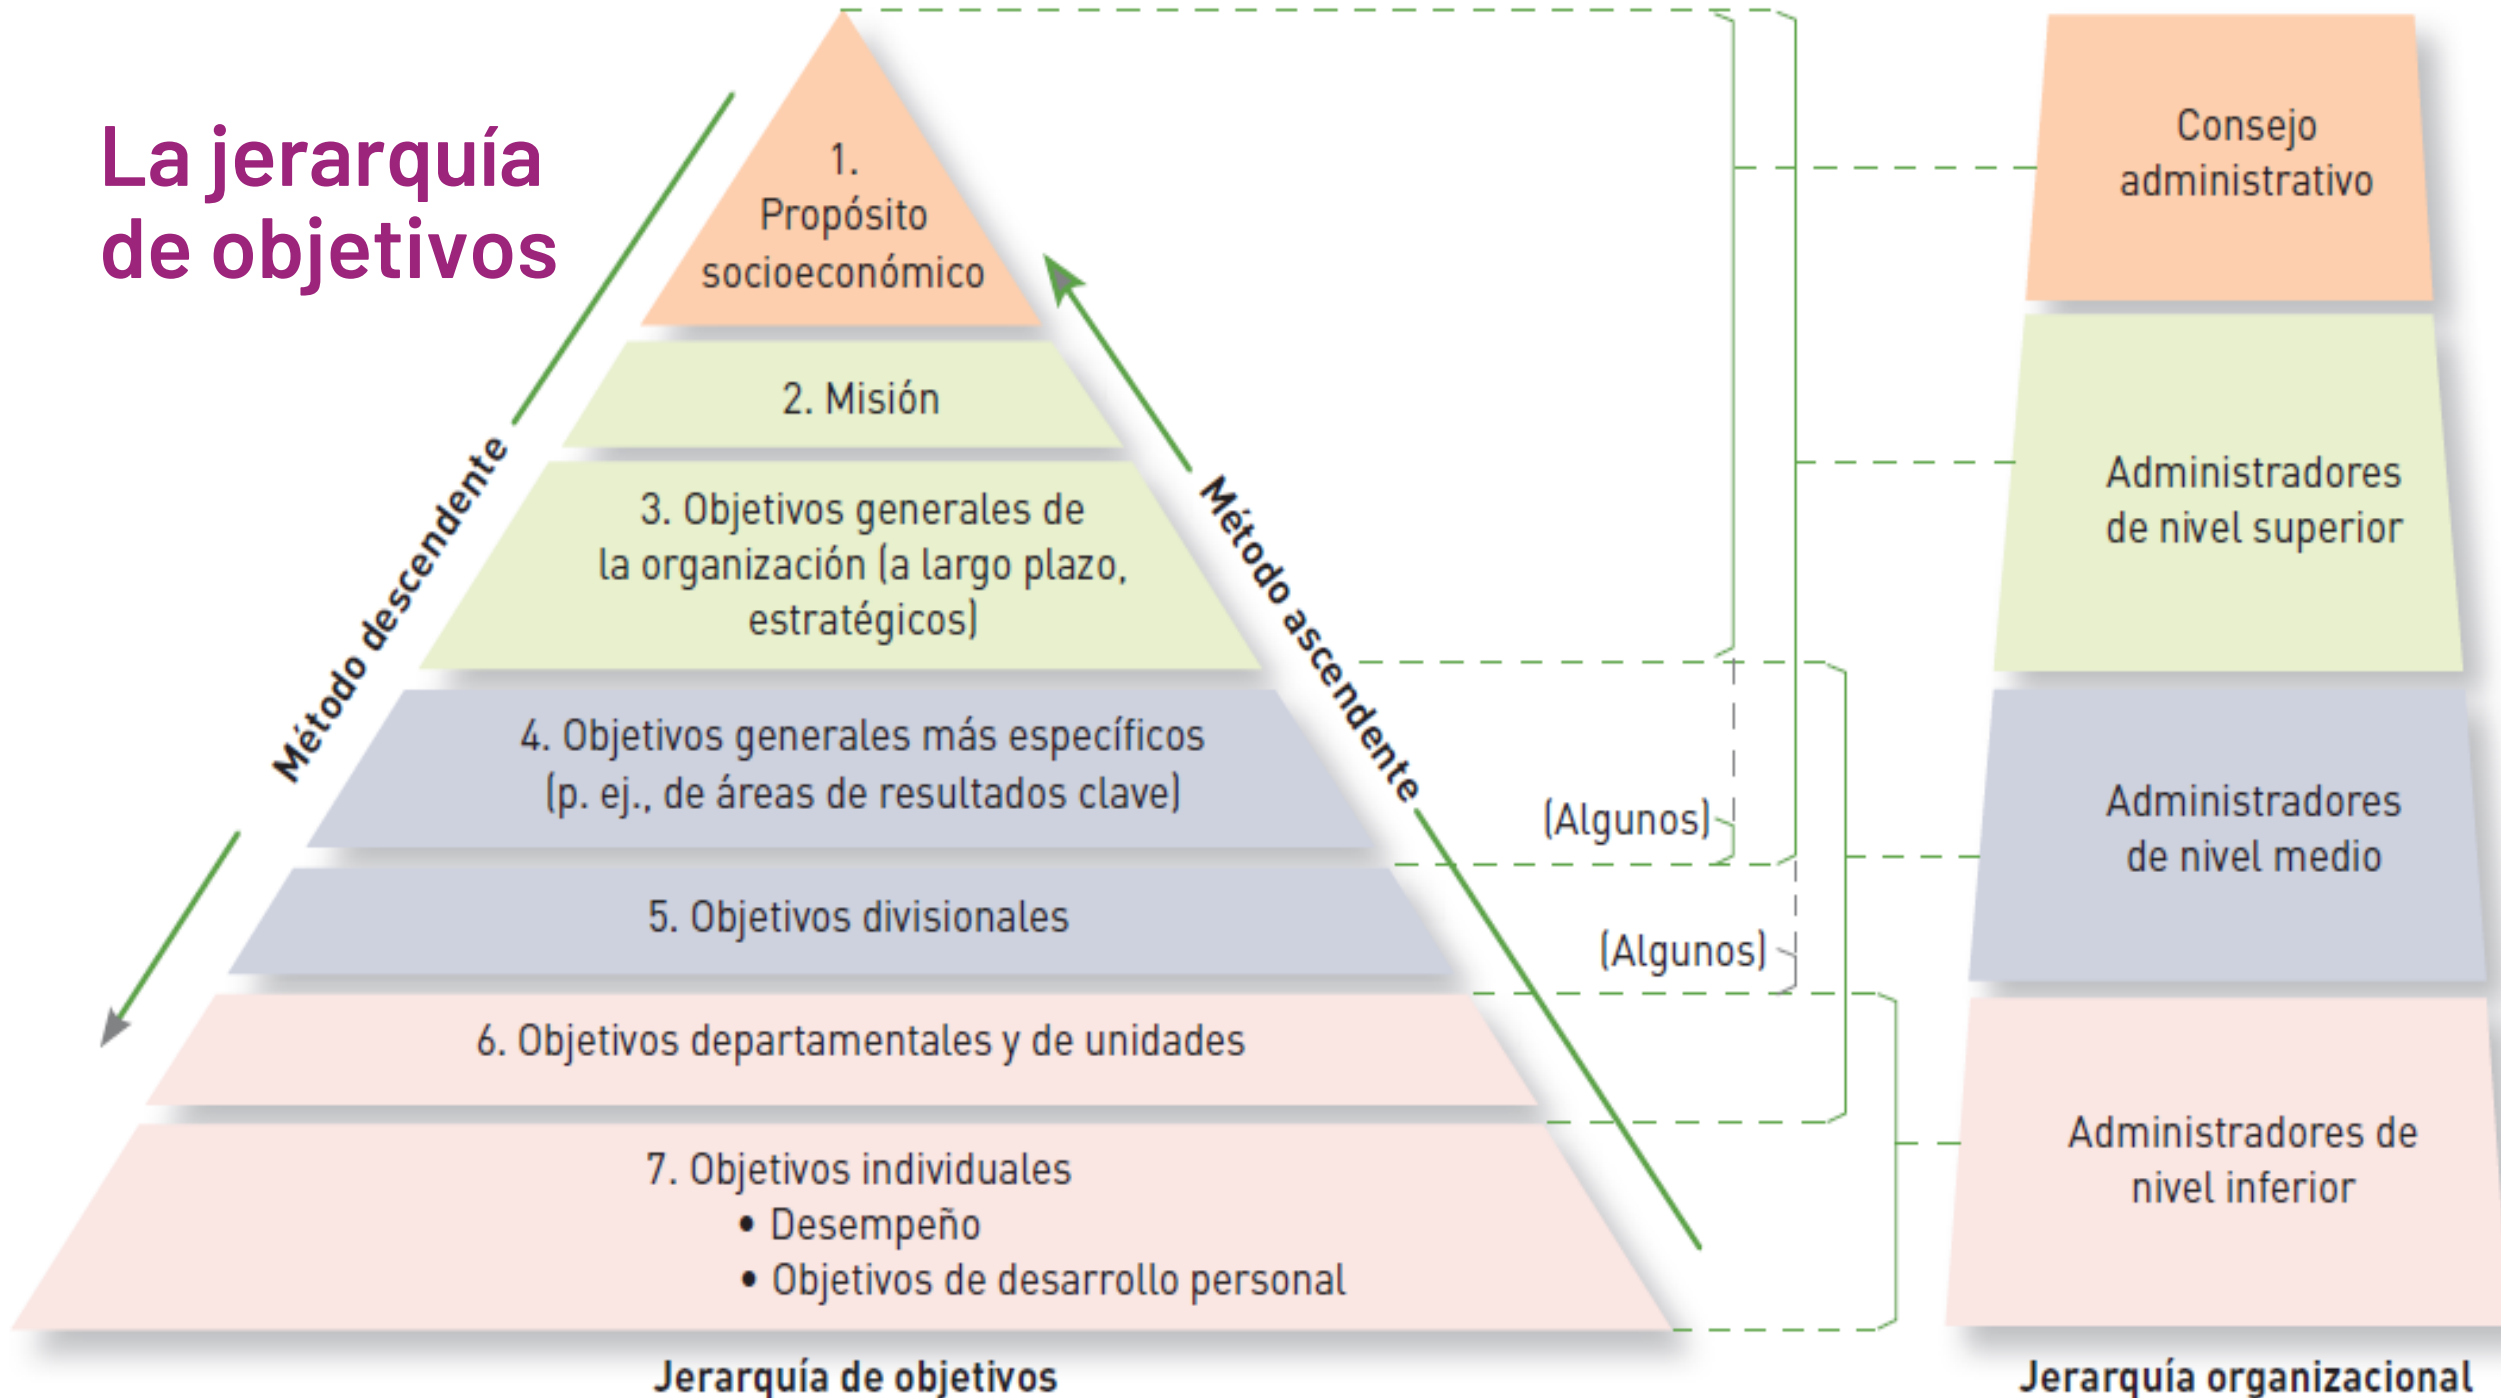 La jerarquía
de objetivos
1.
Propósito
socioeconómico
2. Misión
3. Objetivos generales de
la organización (a largo plazo,
estratégicos)
4. Objetivos generales más específicos
(p. ej., de áreas de resultados clave)
5. Objetivos divisionales
6. Objetivos departamentales y de unidades
7. Objetivos individuales
• Desempeño
• Objetivos de desarrollo personal
Jerarquía de objetivos
Método descendente
Método ascendente
(Algunos)
(Algunos)
Consejo
administrativo
Administradores
de nivel superior
Administradores
de nivel medio
Administradores de
nivel inferior
Jerarquía organizacional